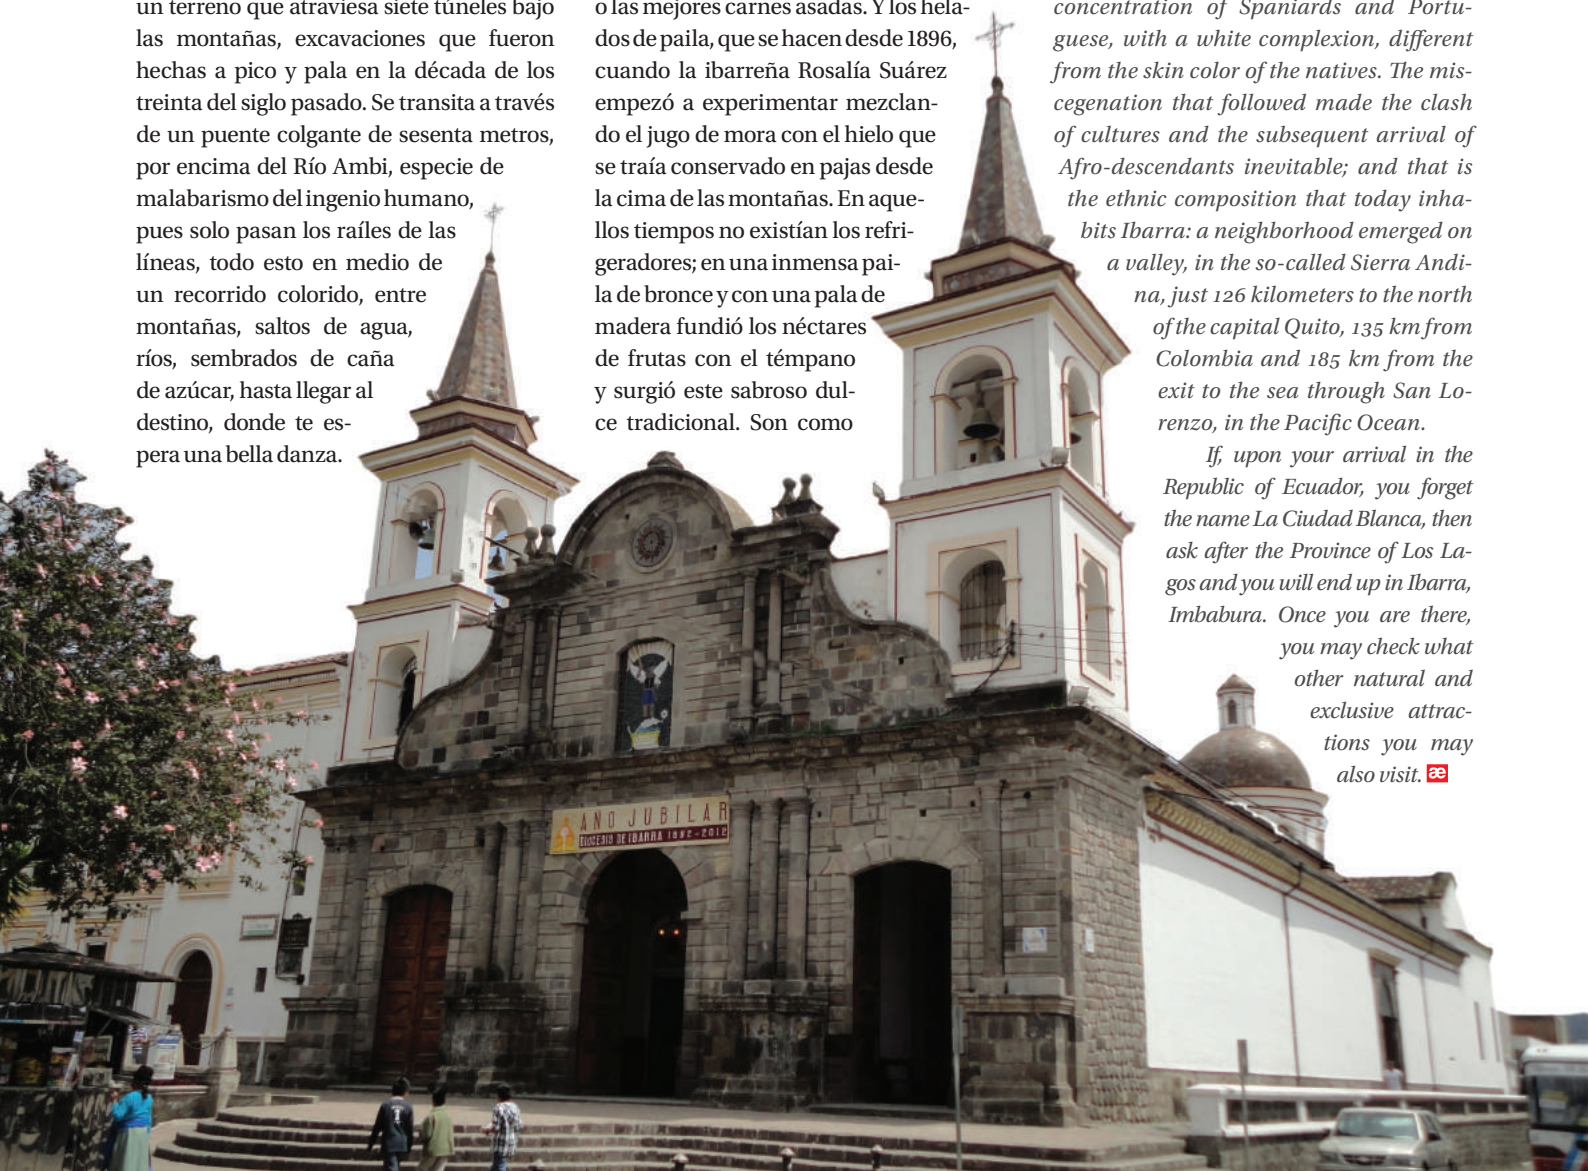 un terreno que atraviesa siete túneles bajo
las montañas, excavaciones que fueron
hechas a pico y pala en la década de los
treinta del siglo pasado. Se transita a través
de un puente colgante de sesenta metros,
por encima del Río Ambi, especie de
malabarismo del ingenio humano,
pues solo pasan los raíles de las
líneas, todo esto en medio de
un recorrido colorido, entre
montañas, saltos de agua,
ríos, sembrados de caña
de azúcar, hasta llegar al
destino, donde te es-
pera una bella danza.
o las mejores carnes asadas. Y los hela-
dos de paila, que se hacen desde 1896,
cuando la ibarreña Rosalía Suárez
empezó a experimentar mezclan-
do el jugo de mora con el hielo que
se traía conservado en pajas desde
la cima de las montañas. En aque-
llos tiempos no existían los refri-
geradores; en una inmensa pai-
la de bronce y con una pala de
madera fundió los néctares
de frutas con el témpano
y surgió este sabroso dul-
ce tradicional. Son como
concentration of Spaniards and Portu-
guese, with a white complexion, different
from the skin color of the natives. The mis-
cegenation that followed made the clash
of cultures and the subsequent arrival of
Afro-descendants inevitable; and that is
the ethnic composition that today inha-
bits Ibarra: a neighborhood emerged on
a valley, in the so-called Sierra Andi-
na, just 126 kilometers to the north
of the capital Quito, 135 km from
Colombia and 185 km from the
exit to the sea through San Lo-
renzo, in the Pacific Ocean.
If, upon your arrival in the
Republic of Ecuador, you forget
the name La Ciudad Blanca, then
ask after the Province of Los La-
gos and you will end up in Ibarra,
Imbabura. Once you are there,
you may check what
other natural and
exclusive attrac-
tions you may
also visit. æ
AÑO JUBILAR
DIOCESIS DE IBARRA 1862-2012